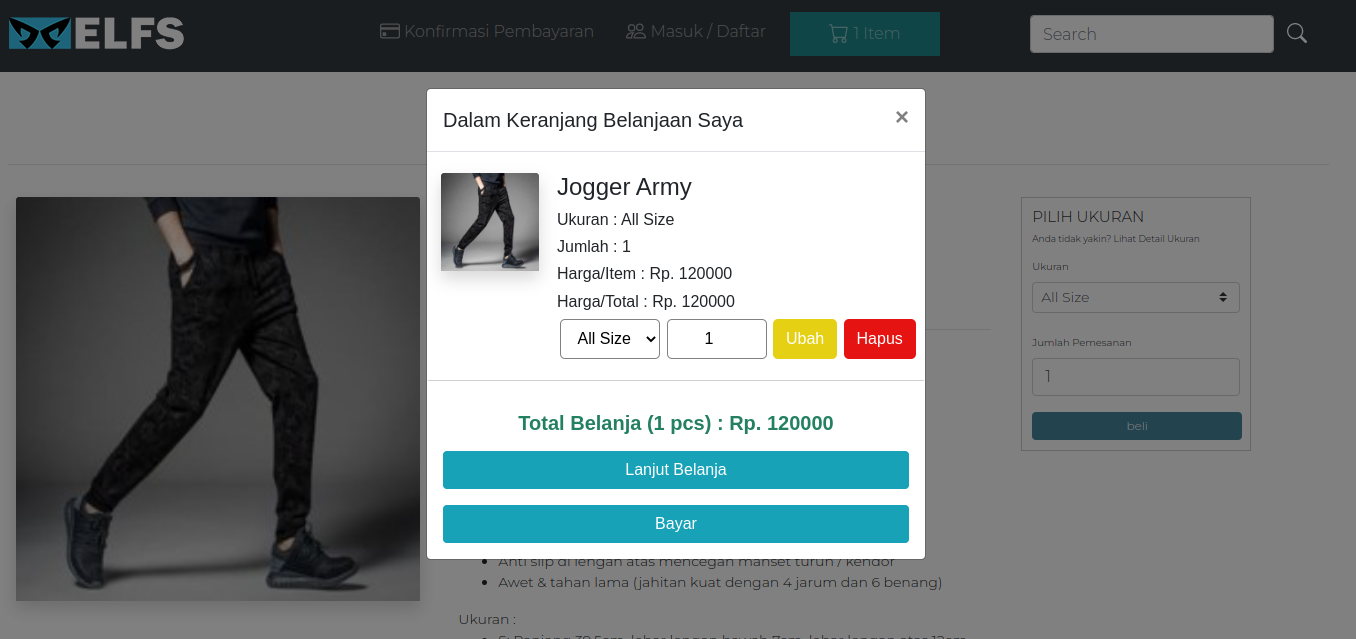 ELFS
Konfirmasi Pembayaran
Masuk / Daftar
1 Item
Search
Dalam Keranjang Belanjaan Saya
×
Jogger Army
Ukuran : All Size
Jumlah : 1
Harga/Item : Rp. 120000
Harga/Total : Rp. 120000
All Size
1
Ubah
Hapus
Total Belanja (1 pcs) : Rp. 120000
Lanjut Belanja
Bayar
PILIH UKURAN
Anda tidak yakin? Lihat Detail Ukuran
Ukuran
All Size
Jumlah Pemesanan
1
beli
Anti slip di lengan atas mencegah manset turun / kendor
Awet & tahan lama (jahitan kuat dengan 4 jarum dan 6 benang)
Ukuran :